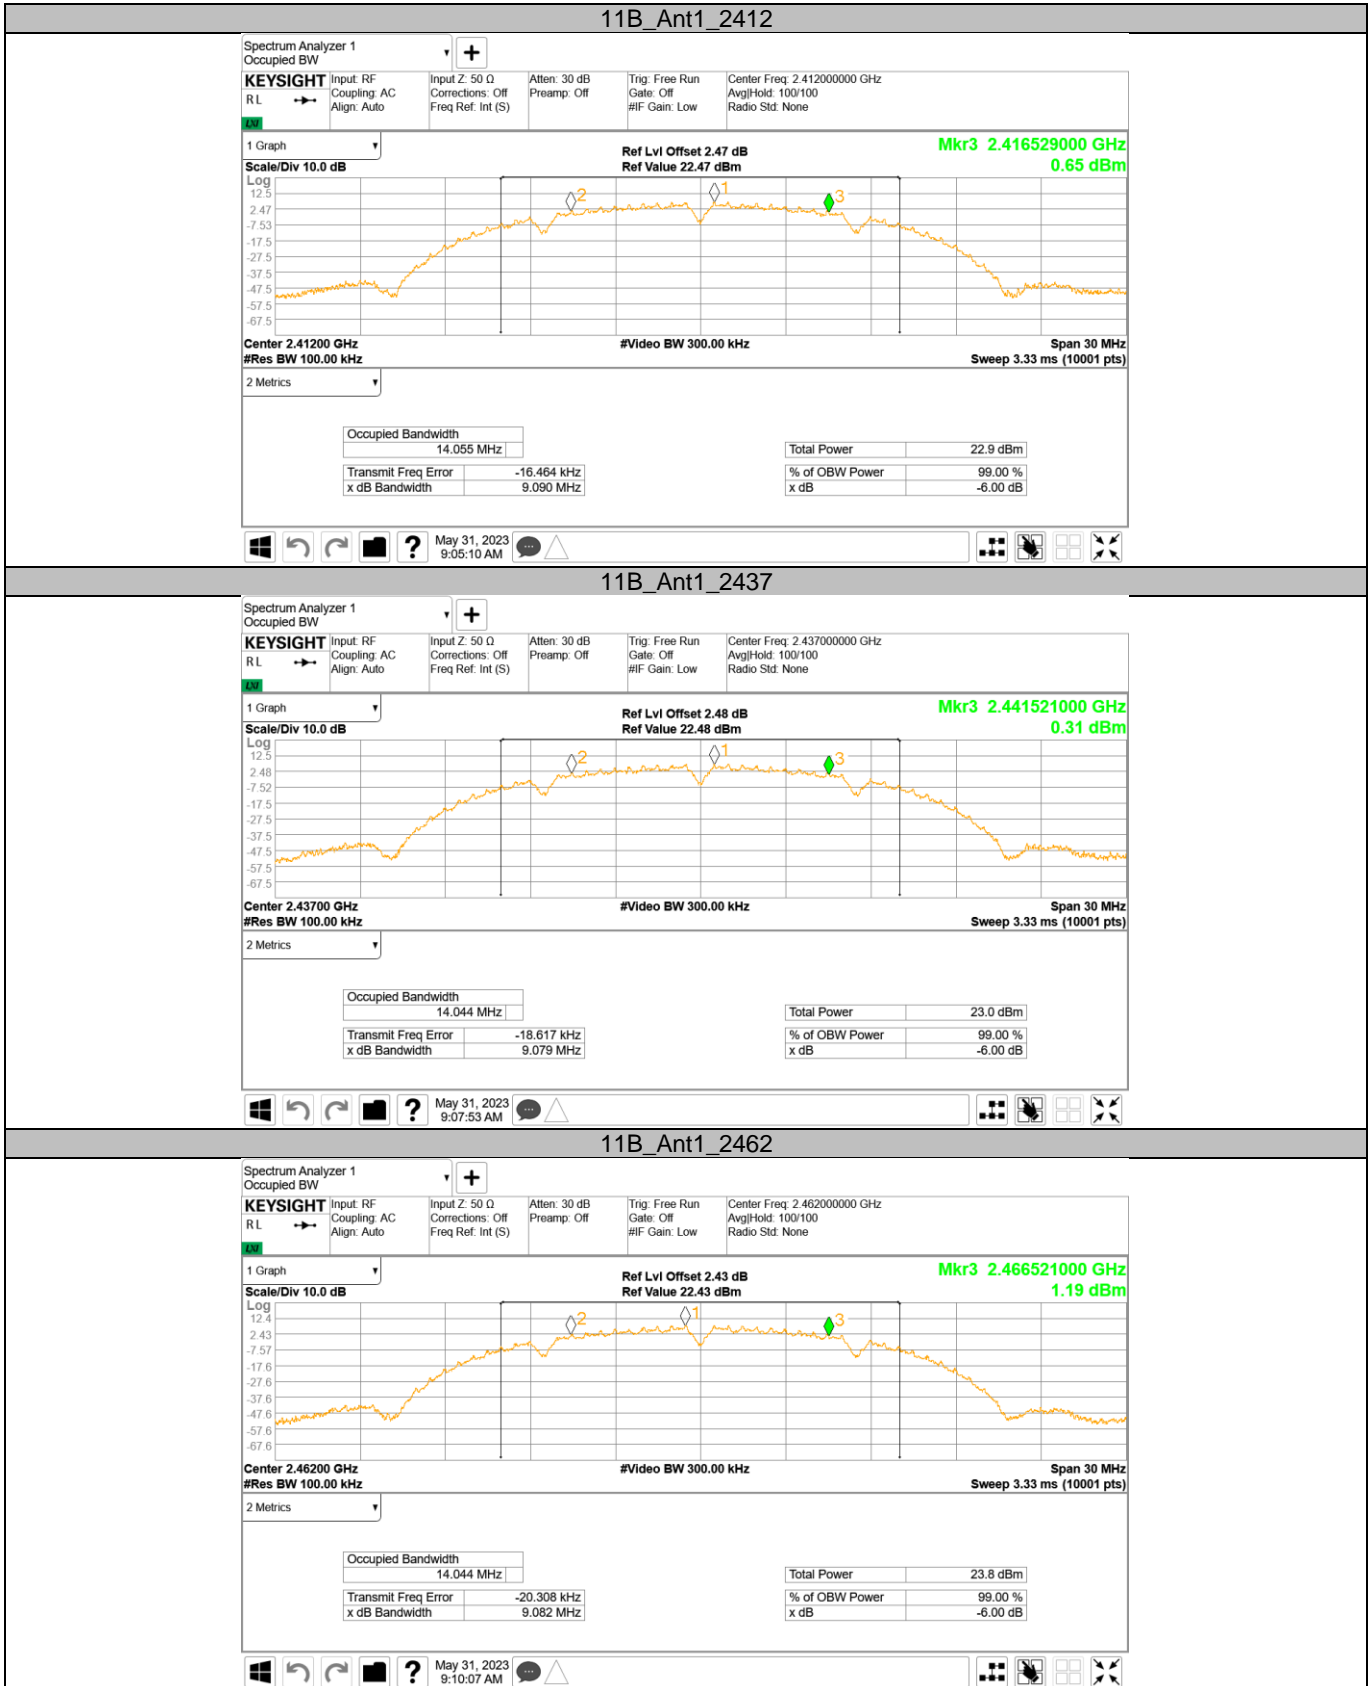 11B_Ant1_2412
Spectrum Analyzer 1
Occupied BW
KEYSIGHT
RL
LXI
Input: RF
Coupling: AC
Align: Auto
Input Z: 50 Ω
Corrections: Off
Freq Ref: Int (S)
Atten: 30 dB
Preamp: Off
Trig: Free Run
Gate: Off
#IF Gain: Low
Center Freq: 2.412000000 GHz
Avg|Hold: 100/100
Radio Std: None
1 Graph
Scale/Div 10.0 dB
Ref Lvl Offset 2.47 dB
Ref Value 22.47 dBm
Mkr3 2.416529000 GHz
0.65 dBm
Log
12.5
2.47
-7.53
-17.5
-27.5
-37.5
-47.5
-57.5
-67.5
2
1
3
Center 2.41200 GHz
#Res BW 100.00 kHz
#Video BW 300.00 kHz
Span 30 MHz
Sweep 3.33 ms (10001 pts)
2 Metrics
Occupied Bandwidth
14.055 MHz
Transmit Freq Error -16.464 kHz
x dB Bandwidth 9.090 MHz
Total Power 22.9 dBm
% of OBW Power 99.00 %
x dB -6.00 dB
?
May 31, 2023
9:05:10 AM
11B_Ant1_2437
Spectrum Analyzer 1
Occupied BW
KEYSIGHT
RL
LXI
Input: RF
Coupling: AC
Align: Auto
Input Z: 50 Ω
Corrections: Off
Freq Ref: Int (S)
Atten: 30 dB
Preamp: Off
Trig: Free Run
Gate: Off
#IF Gain: Low
Center Freq: 2.437000000 GHz
Avg|Hold: 100/100
Radio Std: None
1 Graph
Scale/Div 10.0 dB
Ref Lvl Offset 2.48 dB
Ref Value 22.48 dBm
Mkr3 2.441521000 GHz
0.31 dBm
Log
12.5
2.48
-7.52
-17.5
-27.5
-37.5
-47.5
-57.5
-67.5
2
1
3
Center 2.43700 GHz
#Res BW 100.00 kHz
#Video BW 300.00 kHz
Span 30 MHz
Sweep 3.33 ms (10001 pts)
2 Metrics
Occupied Bandwidth
14.044 MHz
Transmit Freq Error -18.617 kHz
x dB Bandwidth 9.079 MHz
Total Power 23.0 dBm
% of OBW Power 99.00 %
x dB -6.00 dB
?
May 31, 2023
9:07:53 AM
11B_Ant1_2462
Spectrum Analyzer 1
Occupied BW
KEYSIGHT
RL
LXI
Input: RF
Coupling: AC
Align: Auto
Input Z: 50 Ω
Corrections: Off
Freq Ref: Int (S)
Atten: 30 dB
Preamp: Off
Trig: Free Run
Gate: Off
#IF Gain: Low
Center Freq: 2.462000000 GHz
Avg|Hold: 100/100
Radio Std: None
1 Graph
Scale/Div 10.0 dB
Ref Lvl Offset 2.43 dB
Ref Value 22.43 dBm
Mkr3 2.466521000 GHz
1.19 dBm
Log
12.4
2.43
-7.57
-17.6
-27.6
-37.6
-47.6
-57.6
-67.6
2
1
3
Center 2.46200 GHz
#Res BW 100.00 kHz
#Video BW 300.00 kHz
Span 30 MHz
Sweep 3.33 ms (10001 pts)
2 Metrics
Occupied Bandwidth
14.044 MHz
Transmit Freq Error -20.308 kHz
x dB Bandwidth 9.082 MHz
Total Power 23.8 dBm
% of OBW Power 99.00 %
x dB -6.00 dB
?
May 31, 2023
9:10:07 AM